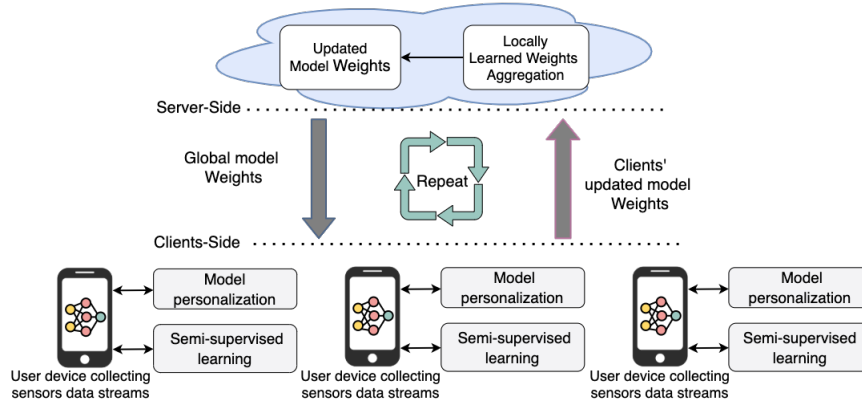 Updated
Model Weights
Locally
Learned Weights
Aggregation
Server-Side
Global model
Weights
Repeat
Clients'
updated model
Weights
Clients-Side
Model
personalization
Semi-supervised
learning
User device collecting
sensors data streams
Model
personalization
Semi-supervised
learning
User device collecting
sensors data streams
Model
personalization
Semi-supervised
learning
User device collecting
sensors data streams